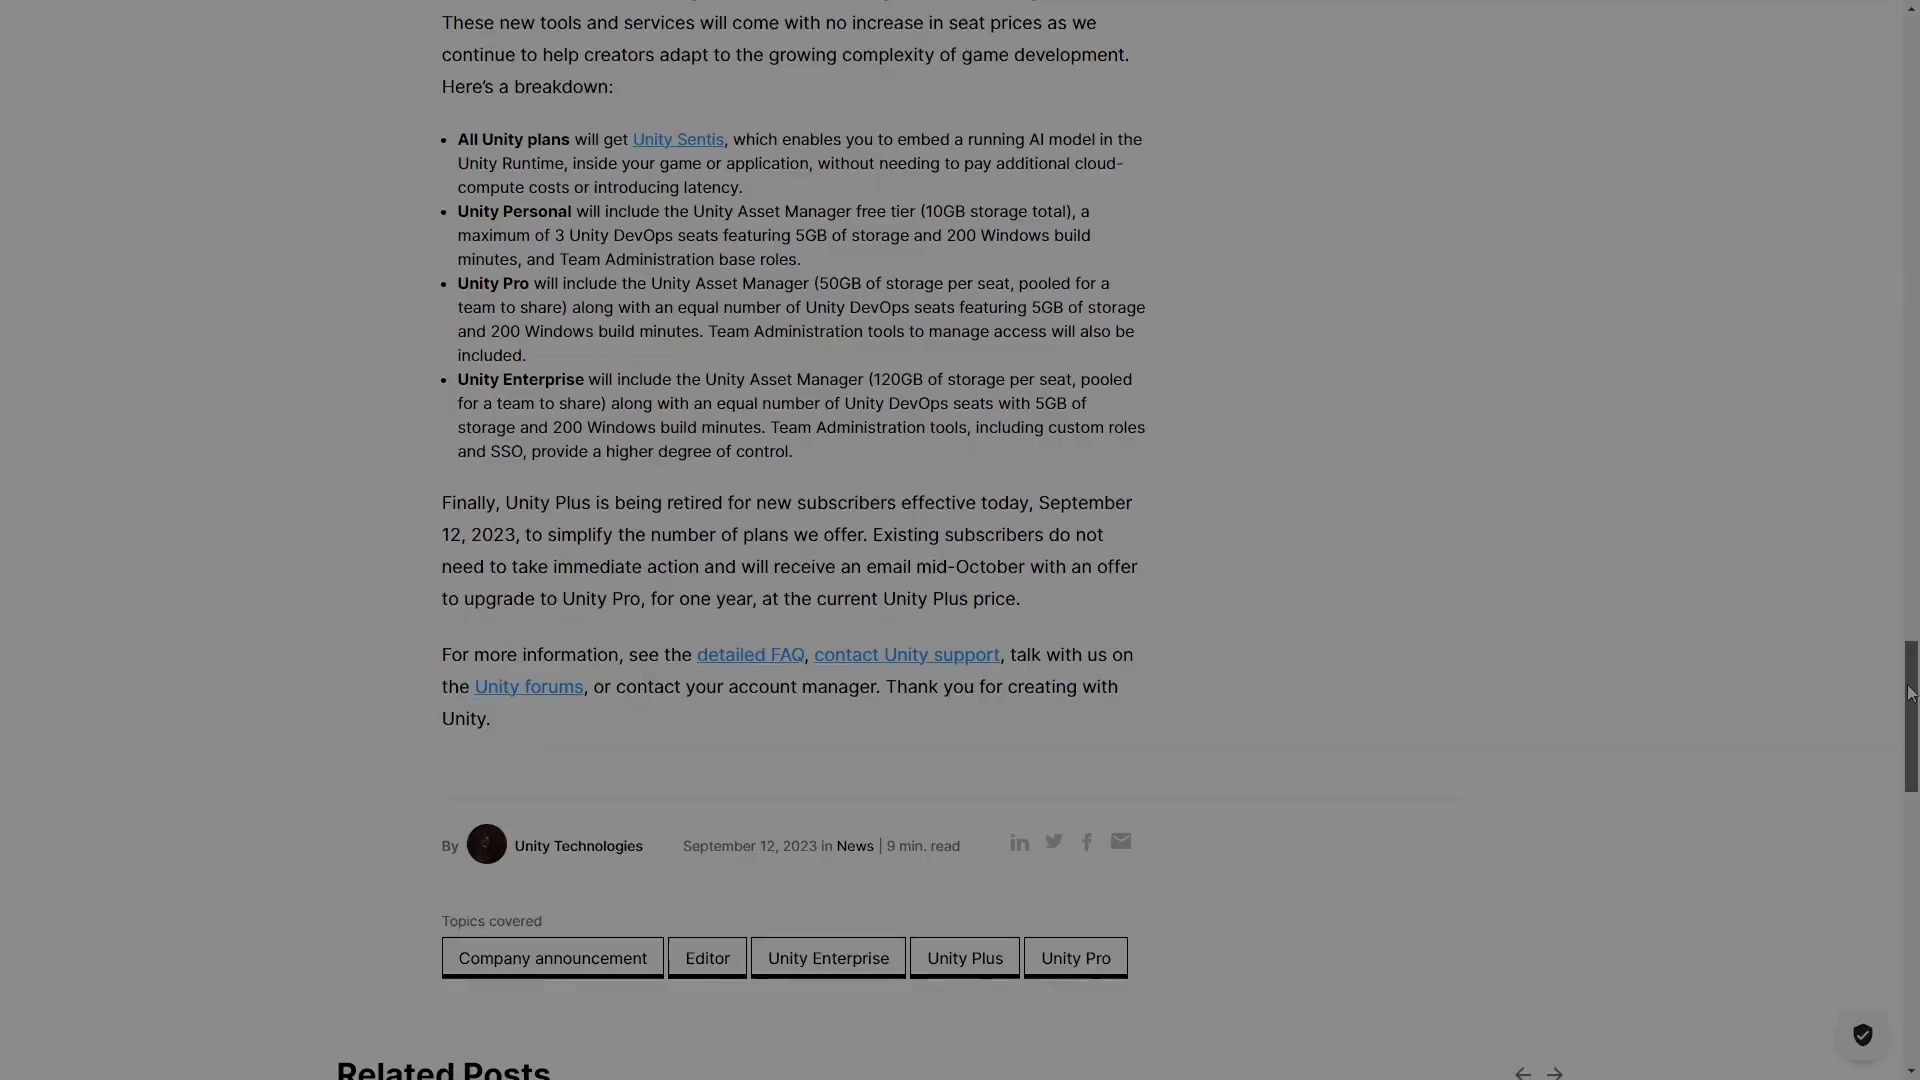 These new tools and services will come with no increase in seat prices as we
continue to help creators adapt to the growing complexity of game development.
Here’s a breakdown:
• All Unity plans will get Unity Sentis, which enables you to embed a running AI model in the
Unity Runtime, inside your game or application, without needing to pay additional cloud-
compute costs or introducing latency.
• Unity Personal will include the Unity Asset Manager free tier (10GB storage total), a
maximum of 3 Unity DevOps seats featuring 5GB of storage and 200 Windows build
minutes, and Team Administration base roles.
• Unity Pro will include the Unity Asset Manager (50GB of storage per seat, pooled for a
team to share) along with an equal number of Unity DevOps seats featuring 5GB of storage
and 200 Windows build minutes. Team Administration tools to manage access will also be
included.
• Unity Enterprise will include the Unity Asset Manager (120GB of storage per seat, pooled
for a team to share) along with an equal number of Unity DevOps seats with 5GB of
storage and 200 Windows build minutes. Team Administration tools, including custom roles
and SSO, provide a higher degree of control.
Finally, Unity Plus is being retired for new subscribers effective today, September
12, 2023, to simplify the number of plans we offer. Existing subscribers do not
need to take immediate action and will receive an email mid-October with an offer
to upgrade to Unity Pro, for one year, at the current Unity Plus price.
For more information, see the detailed FAQ, contact Unity support, talk with us on
the Unity forums, or contact your account manager. Thank you for creating with
Unity.
By Unity Technologies September 12, 2023 in News | 9 min. read
Topics covered
Company announcement Editor Unity Enterprise Unity Plus Unity Pro
Related Posts